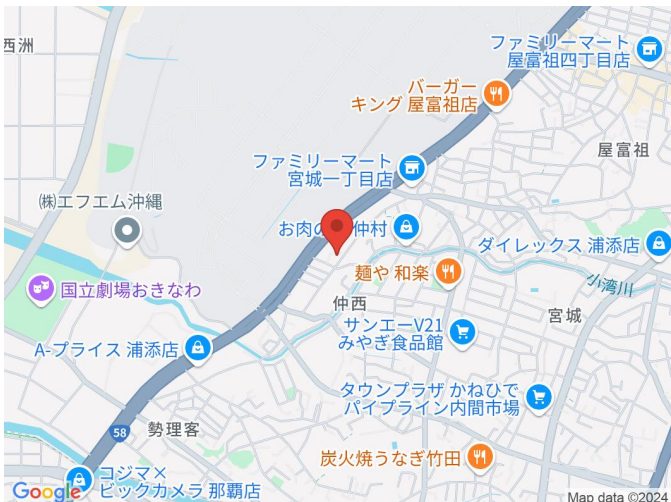 西洲
ファミリーマート
屋富祖四丁目店
バーガー
キング 屋富祖店
屋富祖
ファミリーマート
宮城一丁目店
㈱エフエム沖縄
お肉の
仲村
ダイレックス 浦添店
麺や 和楽
小湾川
国立劇場おきなわ
仲西
宮城
サンエーV21
みやぎ食品館
A-プライス 浦添店
タウンプラザ かねひで
パイプライン内間市場
58
勢理客
炭火焼うなぎ竹田
コジマ×
ビックカメラ 那覇店
Google
Map data ©2024